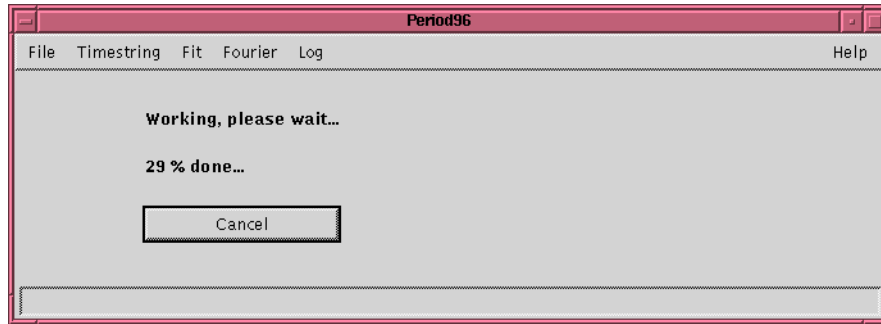 Period96
File Timestring Fit Fourier Log Help
Working, please wait...
29 % done...
Cancel